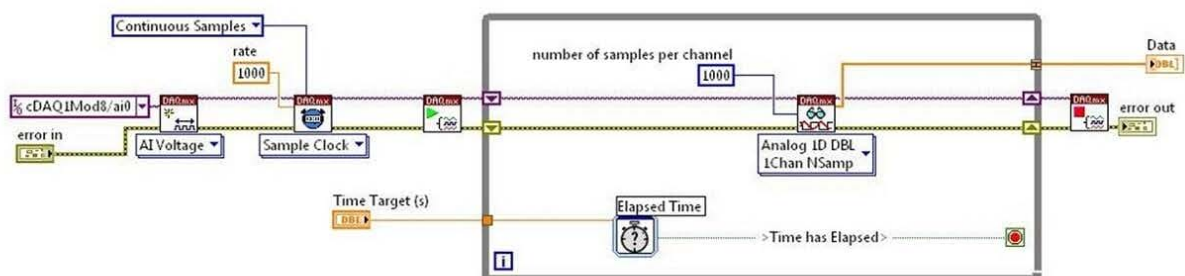 Continuous Samples
rate
1000
number of samples per channel
1000
Data
DBL
I/O cDAQ1Mod8/ai0
DAQmx
DAQmx
DAQmx
DAQmx
DAQmx
error in
AI Voltage
Sample Clock
Analog 1D DBL
1Chan NSamp
error out
Time Target (s)
DBL
Elapsed Time
?
>Time has Elapsed>
i